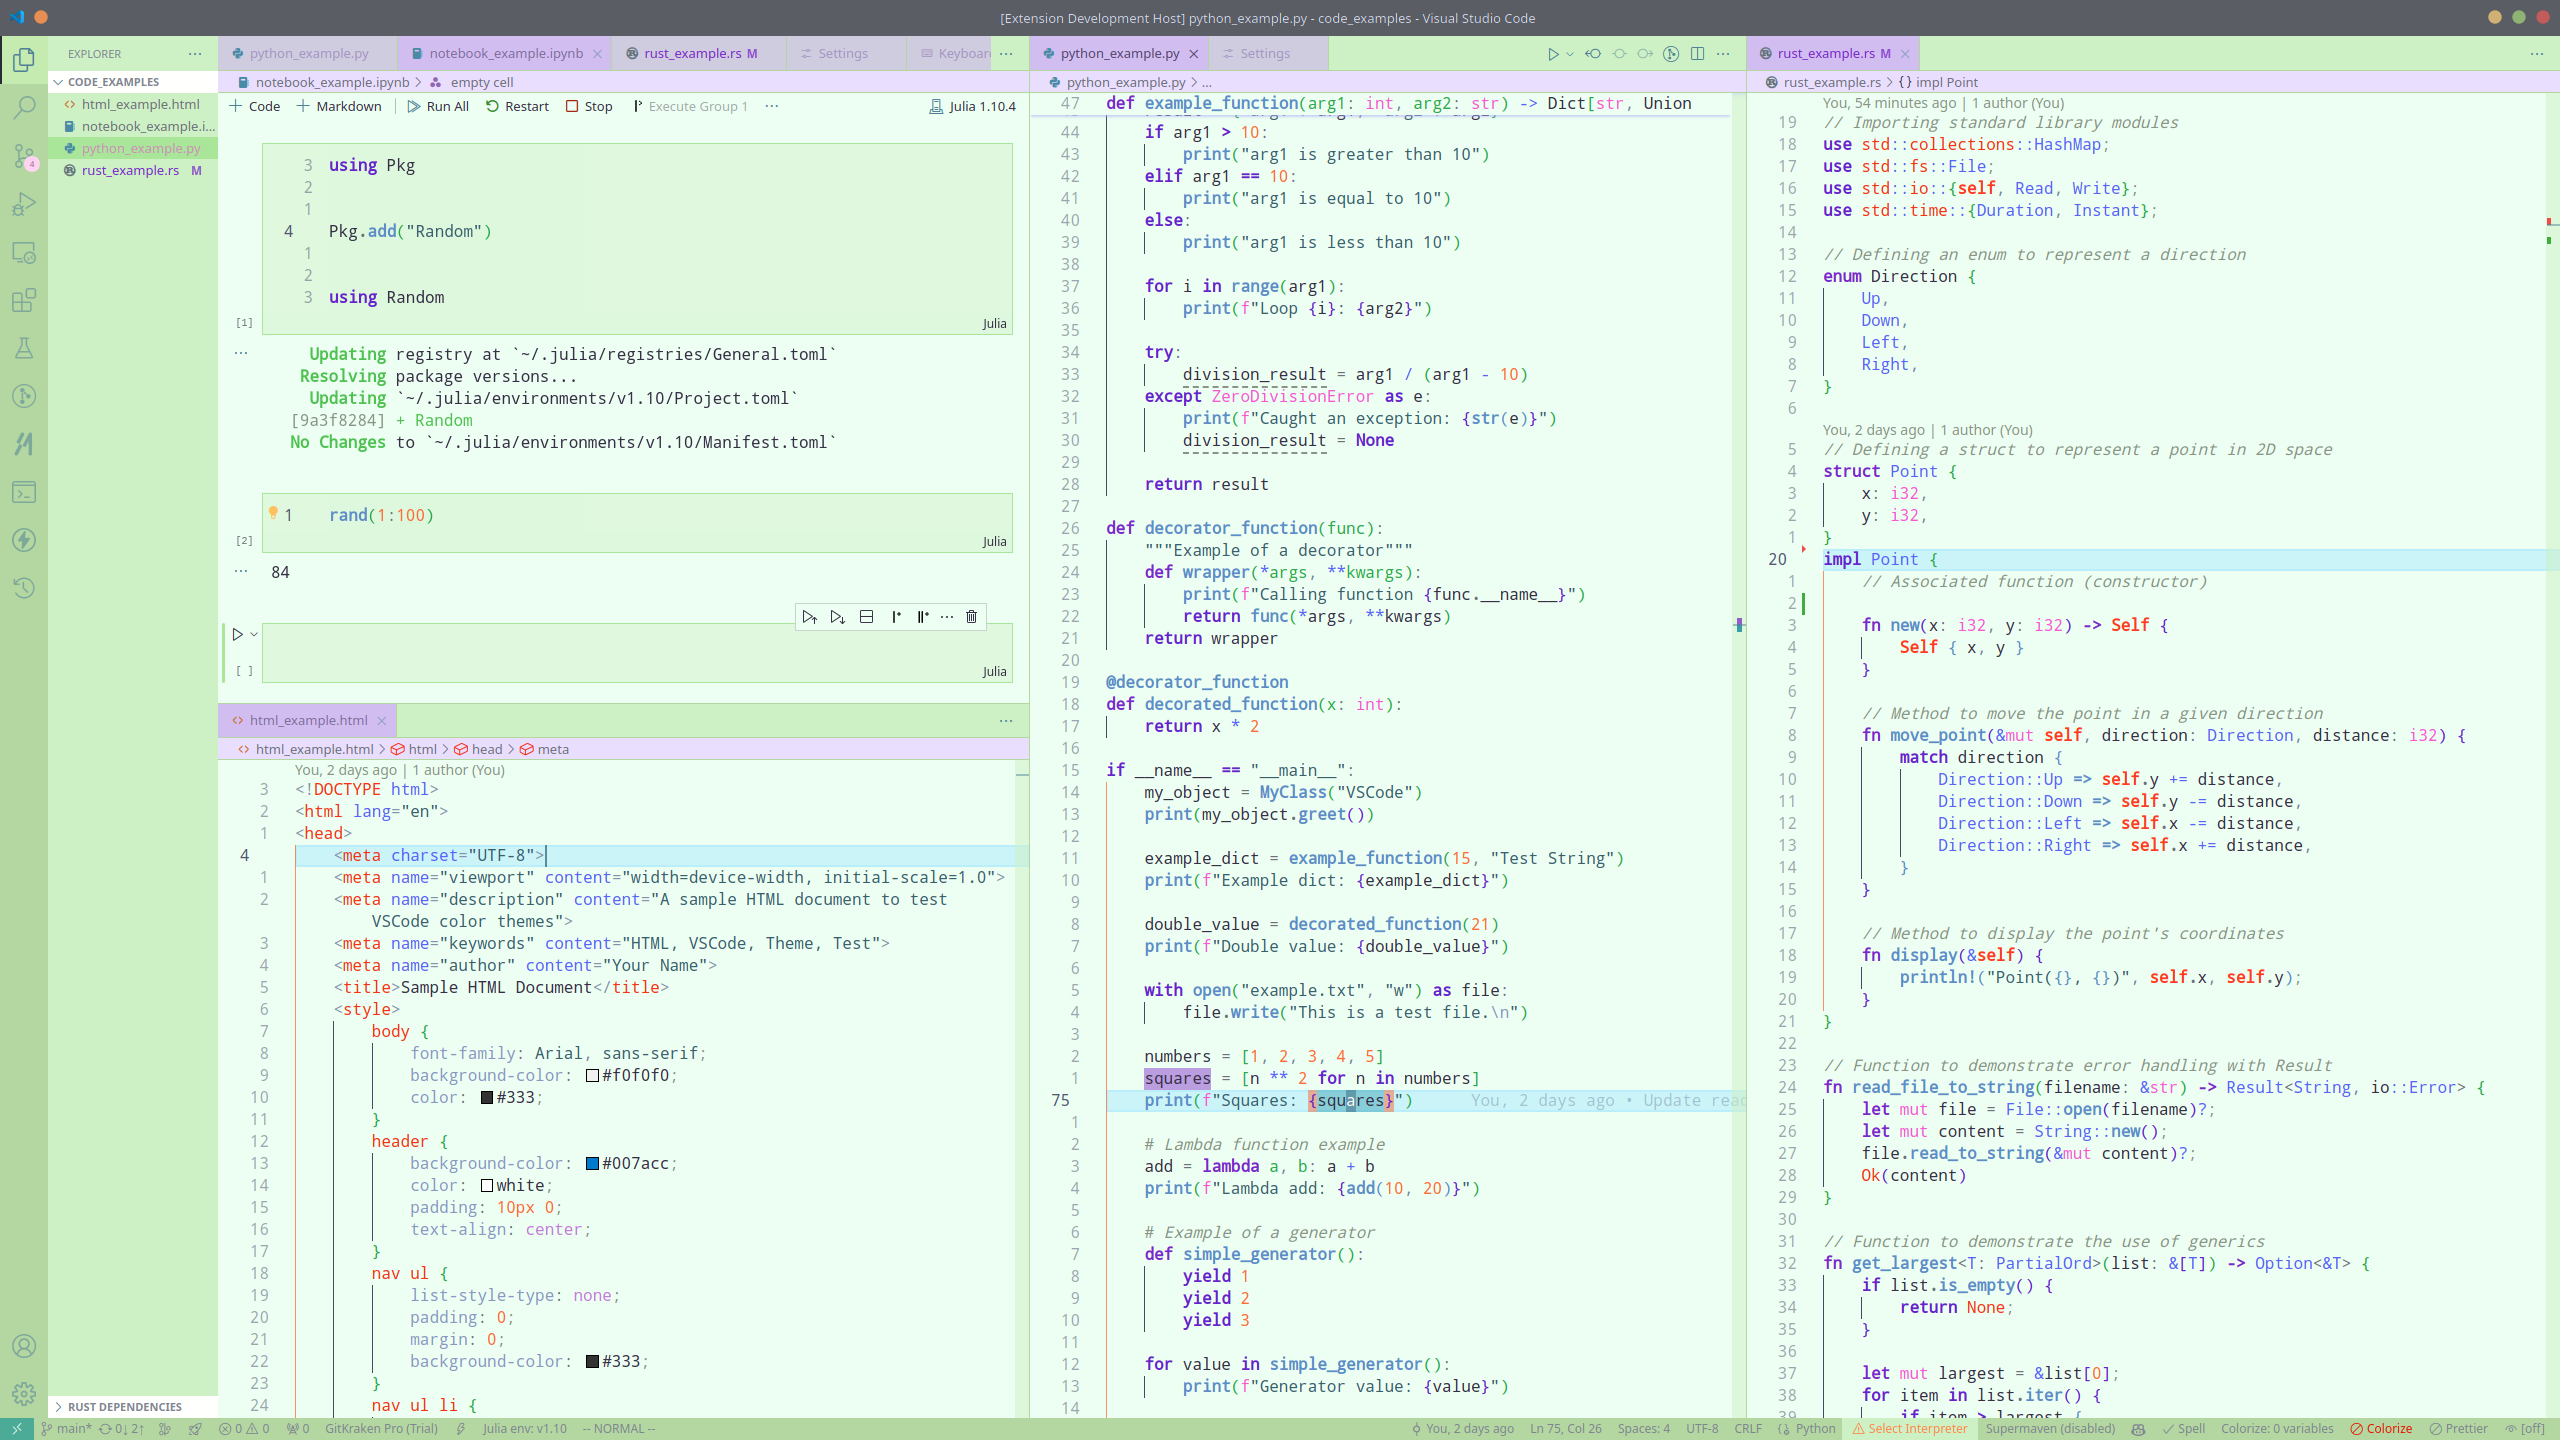 [Extension Development Host] python_example.py - code_examples - Visual Studio Code
EXPLORER
CODE_EXAMPLES
html_example.html
notebook_example.i...
python_example.py
rust_example.rs M
4
RUST DEPENDENCIES
python_example.py
notebook_example.ipynb
rust_example.rs M
Settings
Keyboar
notebook_example.ipynb > empty cell
+ Code + Markdown Run All Restart Stop Execute Group 1 ... Julia 1.10.4
3 using Pkg
2
1
4 Pkg.add("Random")
1
2
3 using Random
[1] Julia
Updating registry at `~/.julia/registries/General.toml`
Resolving package versions...
Updating `~/.julia/environments/v1.10/Project.toml`
[9a3f8284] + Random
No Changes to `~/.julia/environments/v1.10/Manifest.toml`
1 rand(1:100)
[2] Julia
84
[ ] Julia
html_example.html
html_example.html > html > head > meta
You, 2 days ago | 1 author (You)
3 <!DOCTYPE html>
2 <html lang="en">
1 <head>
4 <meta charset="UTF-8">
1 <meta name="viewport" content="width=device-width, initial-scale=1.0">
2 <meta name="description" content="A sample HTML document to test
VSCode color themes">
3 <meta name="keywords" content="HTML, VSCode, Theme, Test">
4 <meta name="author" content="Your Name">
5 <title>Sample HTML Document</title>
6 <style>
7 body {
8 font-family: Arial, sans-serif;
9 background-color: #f0f0f0;
10 color: #333;
11 }
12 header {
13 background-color: #007acc;
14 color: white;
15 padding: 10px 0;
16 text-align: center;
17 }
18 nav ul {
19 list-style-type: none;
20 padding: 0;
21 margin: 0;
22 background-color: #333;
23 }
24 nav ul li {
python_example.py
Settings
python_example.py > ...
47 def example_function(arg1: int, arg2: str) -> Dict[str, Union
44 if arg1 > 10:
43 print("arg1 is greater than 10")
42 elif arg1 == 10:
41 print("arg1 is equal to 10")
40 else:
39 print("arg1 is less than 10")
38
37 for i in range(arg1):
36 print(f"Loop {i}: {arg2}")
35
34 try:
33 division_result = arg1 / (arg1 - 10)
32 except ZeroDivisionError as e:
31 print(f"Caught an exception: {str(e)}")
30 division_result = None
29
28 return result
27
26 def decorator_function(func):
25 """Example of a decorator"""
24 def wrapper(*args, **kwargs):
23 print(f"Calling function {func.__name__}")
22 return func(*args, **kwargs)
21 return wrapper
20
19 @decorator_function
18 def decorated_function(x: int):
17 return x * 2
16
15 if __name__ == "__main__":
14 my_object = MyClass("VSCode")
13 print(my_object.greet())
12
11 example_dict = example_function(15, "Test String")
10 print(f"Example dict: {example_dict}")
9
8 double_value = decorated_function(21)
7 print(f"Double value: {double_value}")
6
5 with open("example.txt", "w") as file:
4 file.write("This is a test file.\n")
3
2 numbers = [1, 2, 3, 4, 5]
1 squares = [n ** 2 for n in numbers]
75 print(f"Squares: {squares}") You, 2 days ago • Update read
1
2 # Lambda function example
3 add = lambda a, b: a + b
4 print(f"Lambda add: {add(10, 20)}")
5
6 # Example of a generator
7 def simple_generator():
8 yield 1
9 yield 2
10 yield 3
11
12 for value in simple_generator():
13 print(f"Generator value: {value}")
14
rust_example.rs M
rust_example.rs > {} impl Point
You, 54 minutes ago | 1 author (You)
19 // Importing standard library modules
18 use std::collections::HashMap;
17 use std::fs::File;
16 use std::io::{self, Read, Write};
15 use std::time::{Duration, Instant};
14
13 // Defining an enum to represent a direction
12 enum Direction {
11 Up,
10 Down,
9 Left,
8 Right,
7 }
6
You, 2 days ago | 1 author (You)
5 // Defining a struct to represent a point in 2D space
4 struct Point {
3 x: i32,
2 y: i32,
1 }
20 impl Point {
1 // Associated function (constructor)
2
3 fn new(x: i32, y: i32) -> Self {
4 Self { x, y }
5 }
6
7 // Method to move the point in a given direction
8 fn move_point(&mut self, direction: Direction, distance: i32) {
9 match direction {
10 Direction::Up => self.y += distance,
11 Direction::Down => self.y -= distance,
12 Direction::Left => self.x -= distance,
13 Direction::Right => self.x += distance,
14 }
15 }
16
17 // Method to display the point's coordinates
18 fn display(&self) {
19 println!("Point({}, {})", self.x, self.y);
20 }
21 }
22
23 // Function to demonstrate error handling with Result
24 fn read_file_to_string(filename: &str) -> Result<String, io::Error> {
25 let mut file = File::open(filename)?;
26 let mut content = String::new();
27 file.read_to_string(&mut content)?;
28 Ok(content)
29 }
30
31 // Function to demonstrate the use of generics
32 fn get_largest<T: PartialOrd>(list: &[T]) -> Option<&T> {
33 if list.is_empty() {
34 return None;
35 }
36
37 let mut largest = &list[0];
38 for item in list.iter() {
39 if item > largest {
main* 0↓ 2↑ 0 0 0 GitKraken Pro (Trial) Julia env: v1.10 -- NORMAL -- You, 2 days ago Ln 75, Col 26 Spaces: 4 UTF-8 CRLF Python Select Interpreter Supermaven (disabled) Spell Colorize: 0 variables Colorize Prettier [off]